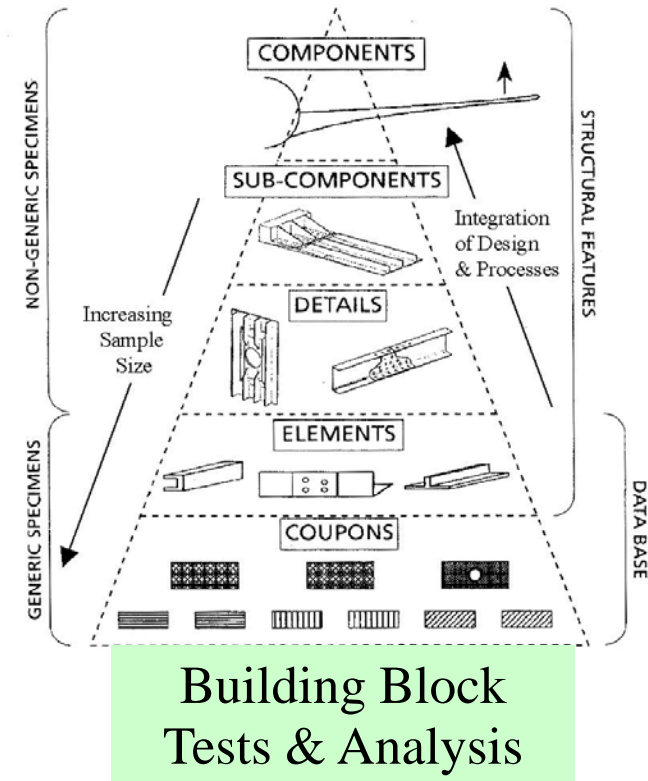 COMPONENTS
NON-GENERIC SPECIMENS
SUB-COMPONENTS
STRUCTURAL FEATURES
Integration
of Design
& Processes
DETAILS
Increasing
Sample
Size
ELEMENTS
GENERIC SPECIMENS
COUPONS
DATA BASE
Building Block
Tests & Analysis